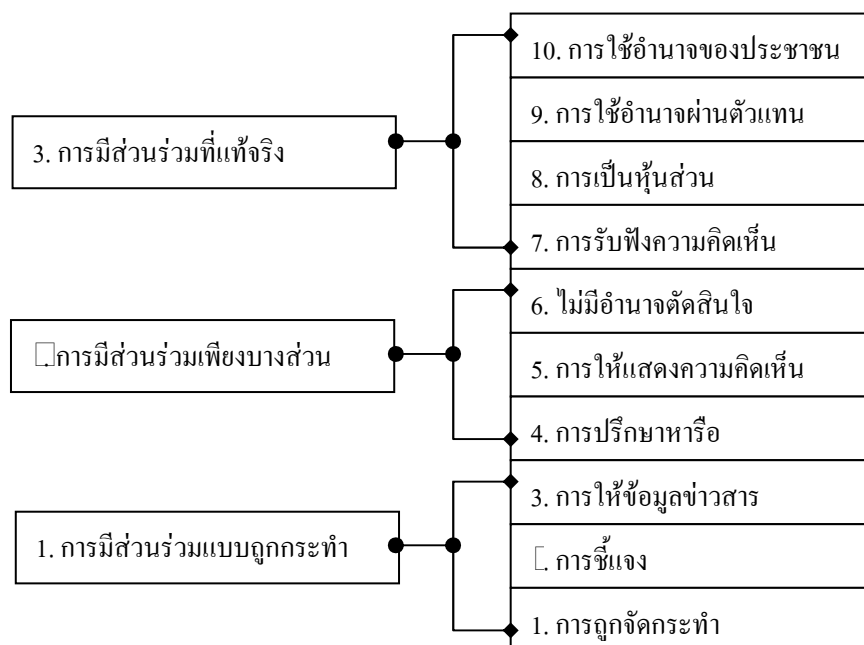 10. การใช้อำนาจของประชาชน
9. การใช้อำนาจผ่านตัวแทน
3. การมีส่วนร่วมที่แท้จริง
8. การเป็นหุ้นส่วน
7. การรับฟังความคิดเห็น
6. ไม่มีอำนาจตัดสินใจ
.การมีส่วนร่วมเพียงบางส่วน
5. การให้แสดงความคิดเห็น
4. การปรึกษาหารือ
3. การให้ข้อมูลข่าวสาร
1. การมีส่วนร่วมแบบถูกกระทำ
. การชี้แจง
1. การถูกจัดกระทำ